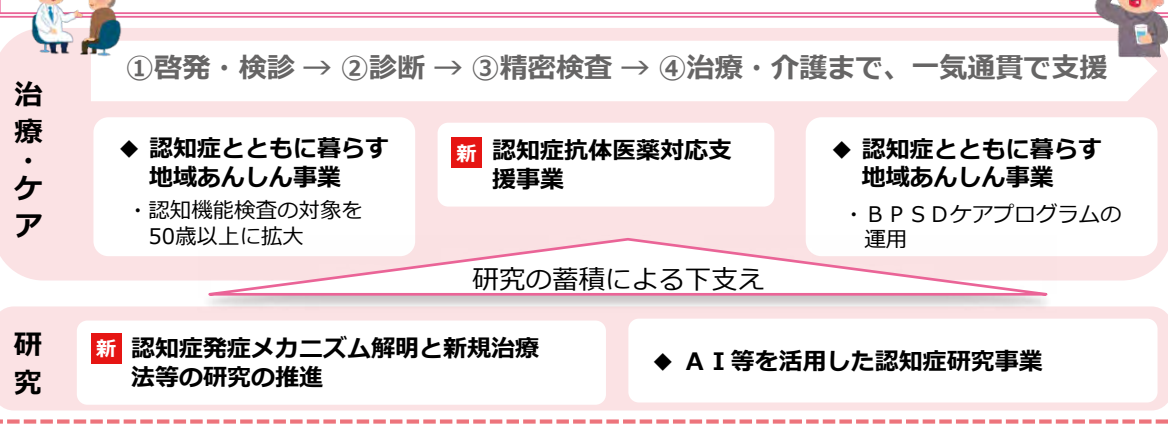 治療・ケア
①啓発・検診 → ②診断 → ③精密検査 → ④治療・介護まで、一気通貫で支援
◆ 認知症とともに暮らす
地域あんしん事業
・認知機能検査の対象を
50歳以上に拡大
新 認知症抗体医薬対応支
援事業
◆ 認知症とともに暮らす
地域あんしん事業
・ＢＰＳＤケアプログラムの
運用
研究の蓄積による下支え
研究
新 認知症発症メカニズム解明と新規治療
法等の研究の推進
◆ ＡＩ等を活用した認知症研究事業